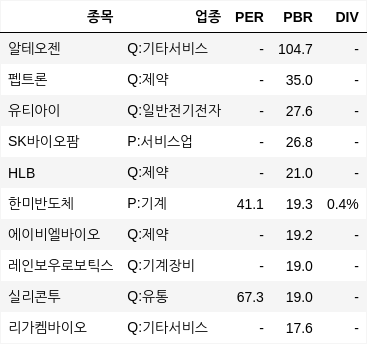 종목 업종 PER PBR DIV
알테오젠 Q:기타서비스 - 104.7 -
펩트론 Q:제약 - 35.0 -
유티아이 Q:일반전기전자 - 27.6 -
SK바이오팜 P:서비스업 - 26.8 -
HLB Q:제약 - 21.0 -
한미반도체 P:기계 41.1 19.3 0.4%
에이비엘바이오 Q:제약 - 19.2 -
레인보우로보틱스 Q:기계장비 - 19.0 -
실리콘투 Q:유통 67.3 19.0 -
리가켐바이오 Q:기타서비스 - 17.6 -